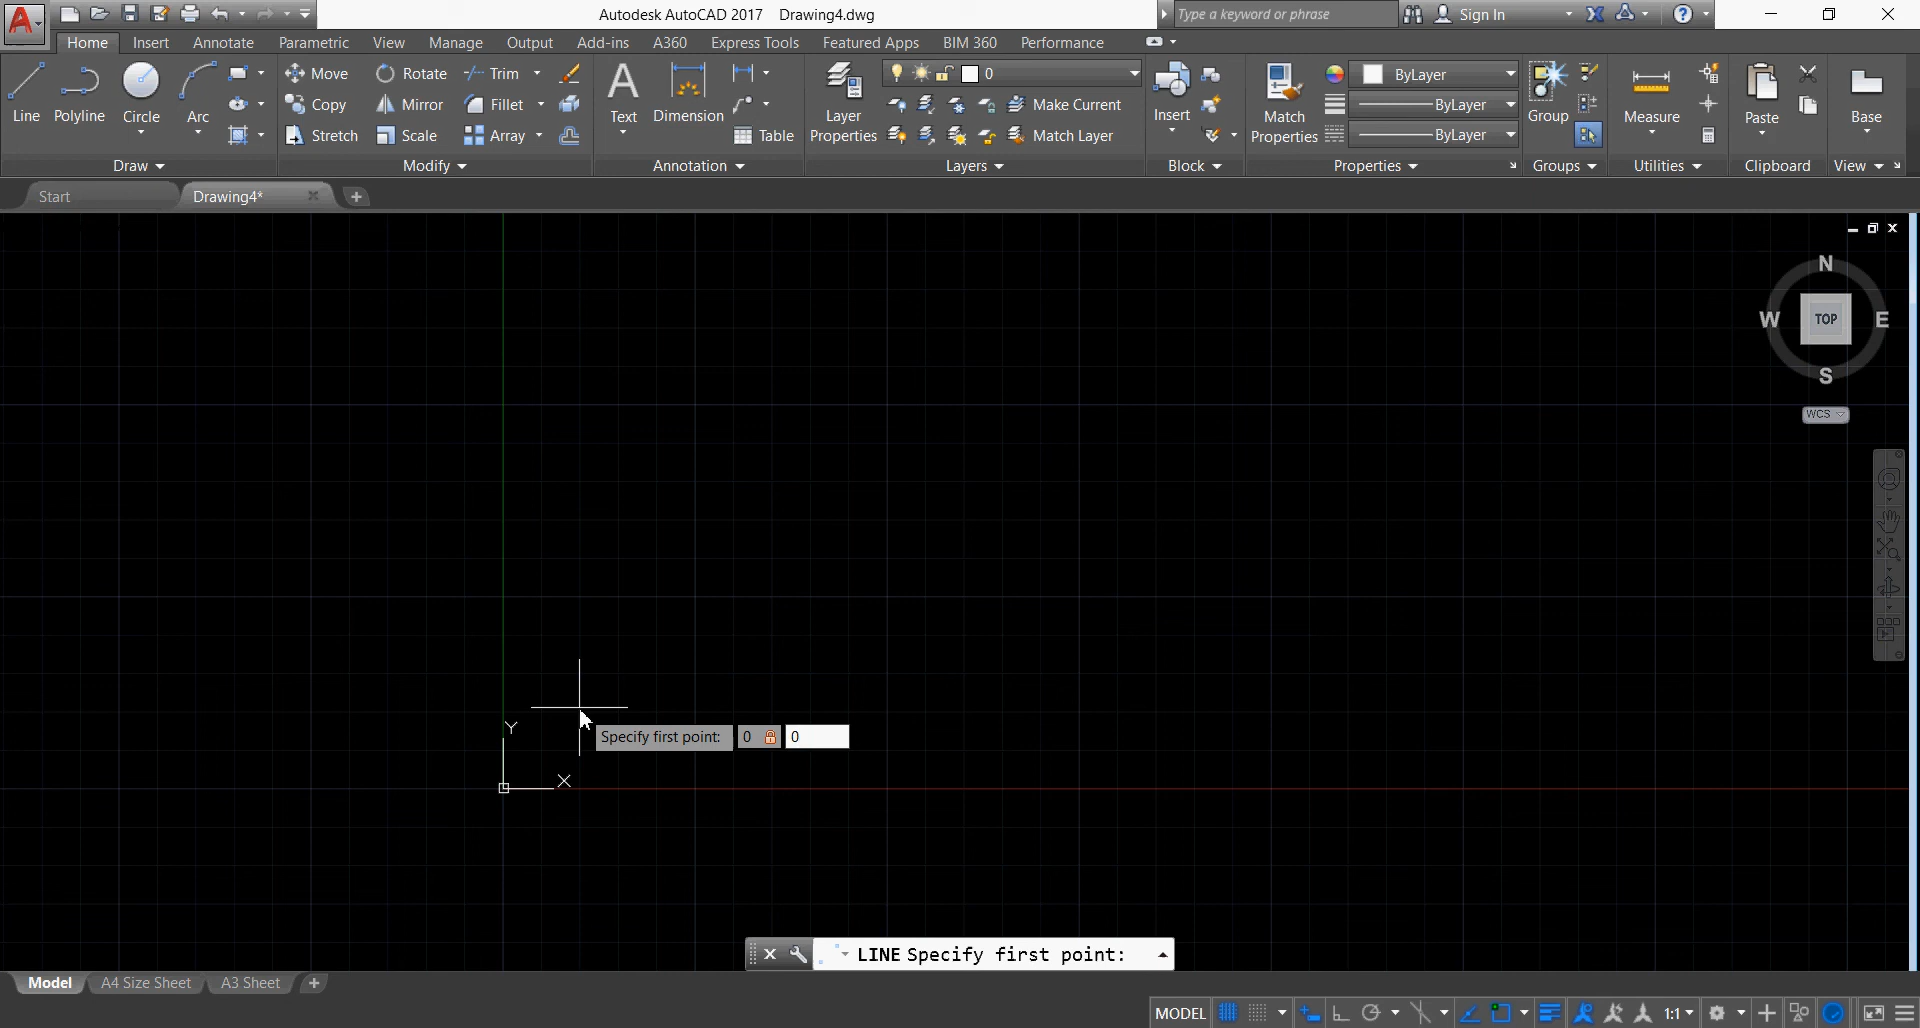 Autodesk AutoCAD 2017 Drawing4.dwg
Type a keyword or phrase
Sign In
Home Insert Annotate Parametric View Manage Output Add-ins A360 Express Tools Featured Apps BIM 360 Performance
Line Polyline Circle Arc
Draw
Move Rotate Trim
Copy Mirror Fillet
Stretch Scale Array
Modify
Text Dimension Table
Annotation
Layer Properties
0
Make Current
Match Layer
Layers
Insert
Block
Match Properties
ByLayer
ByLayer
ByLayer
Properties
Group
Groups
Measure
Utilities
Paste
Clipboard
Base
View
Start Drawing4*
N
W TOP E
S
WCS
Y
Specify first point: 0 0
X
LINE Specify first point:
Model A4 Size Sheet A3 Sheet
MODEL 1:1